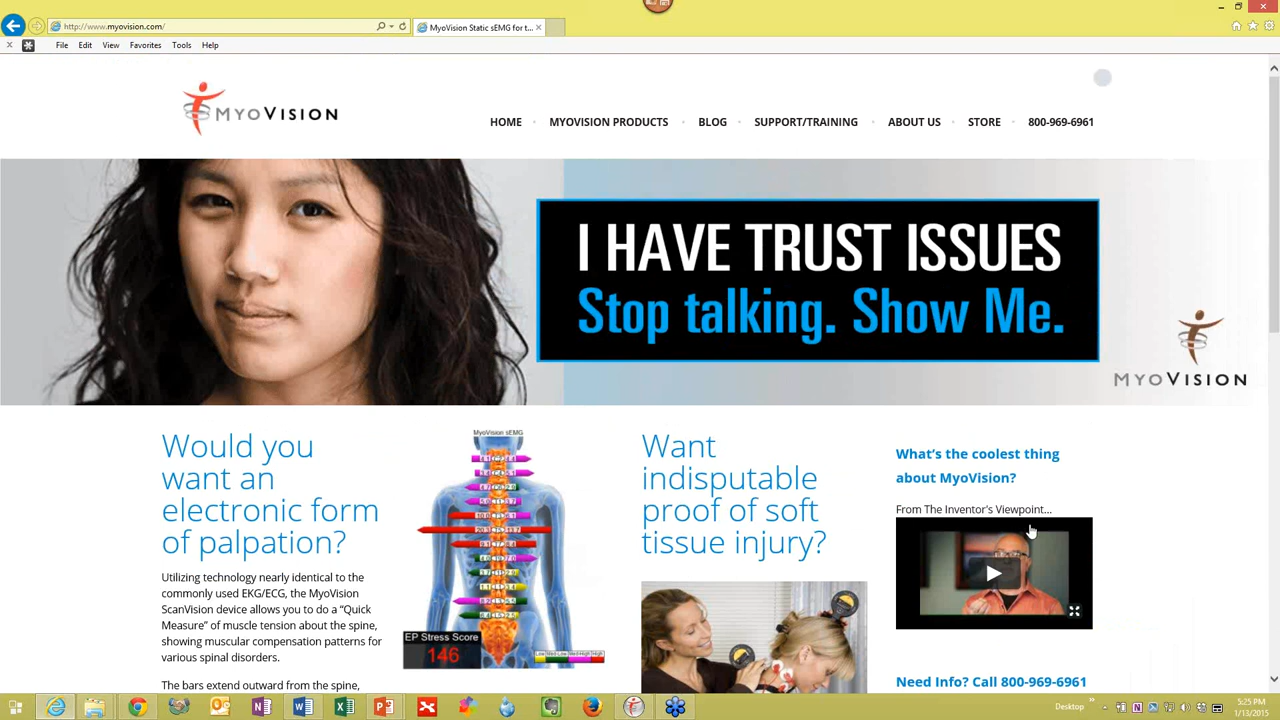 http://www.myovision.com/
MyoVision Static sEMG for t...
File Edit View Favorites Tools Help
MYOVISION
HOME
MYOVISION PRODUCTS
BLOG
SUPPORT/TRAINING
ABOUT US
STORE
800-969-6961
I HAVE TRUST ISSUES
Stop talking. Show Me.
MYOVISION
Would you
want an
electronic form
of palpation?
Utilizing technology nearly identical to the
commonly used EKG/ECG, the MyoVision
ScanVision device allows you to do a “Quick
Measure” of muscle tension about the spine,
showing muscular compensation patterns for
various spinal disorders.
The bars extend outward from the spine,
MyoVision sEMG
EP Stress Score
146
Want
indisputable
proof of soft
tissue injury?
What’s the coolest thing
about MyoVision?
From The Inventor's Viewpoint...
Need Info? Call 800-969-6961
Desktop
5:25 PM
1/13/2015